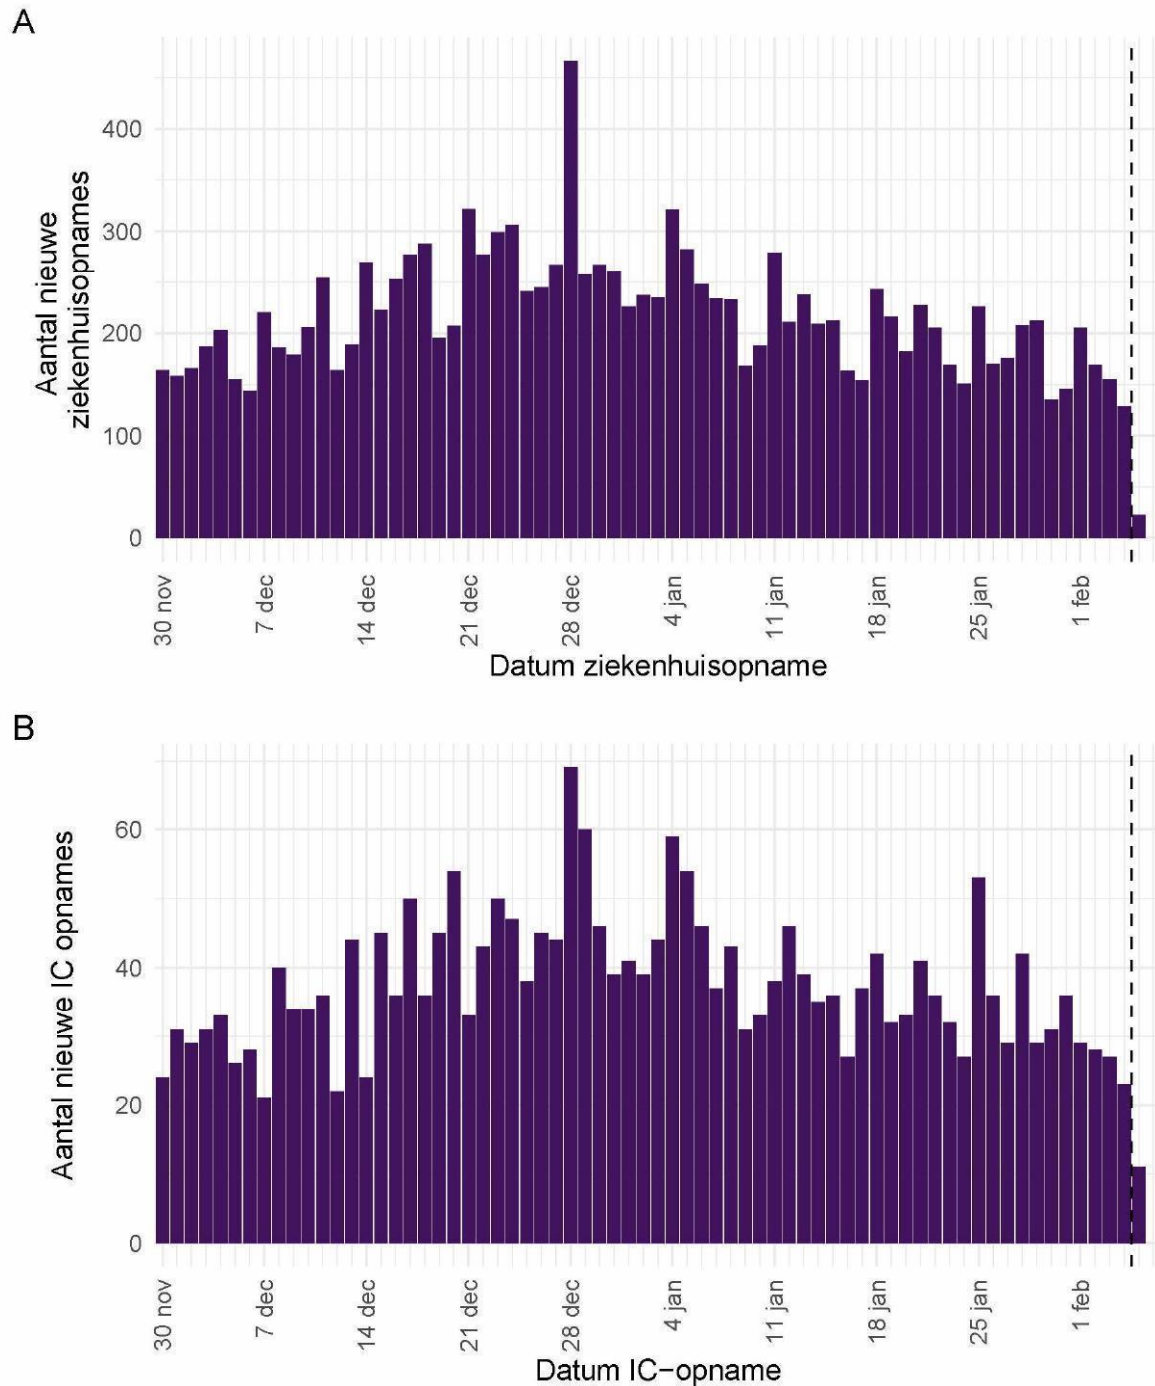 A
Aantal nieuwe
ziekenhuisopnames
400
300
200
100
0
30 nov
7 dec
14 dec
21 dec
28 dec
4 jan
11 jan
18 jan
25 jan
1 feb
Datum ziekenhuisopname
B
Aantal nieuwe IC opnames
60
40
20
0
30 nov
7 dec
14 dec
21 dec
28 dec
4 jan
11 jan
18 jan
25 jan
1 feb
Datum IC−opname